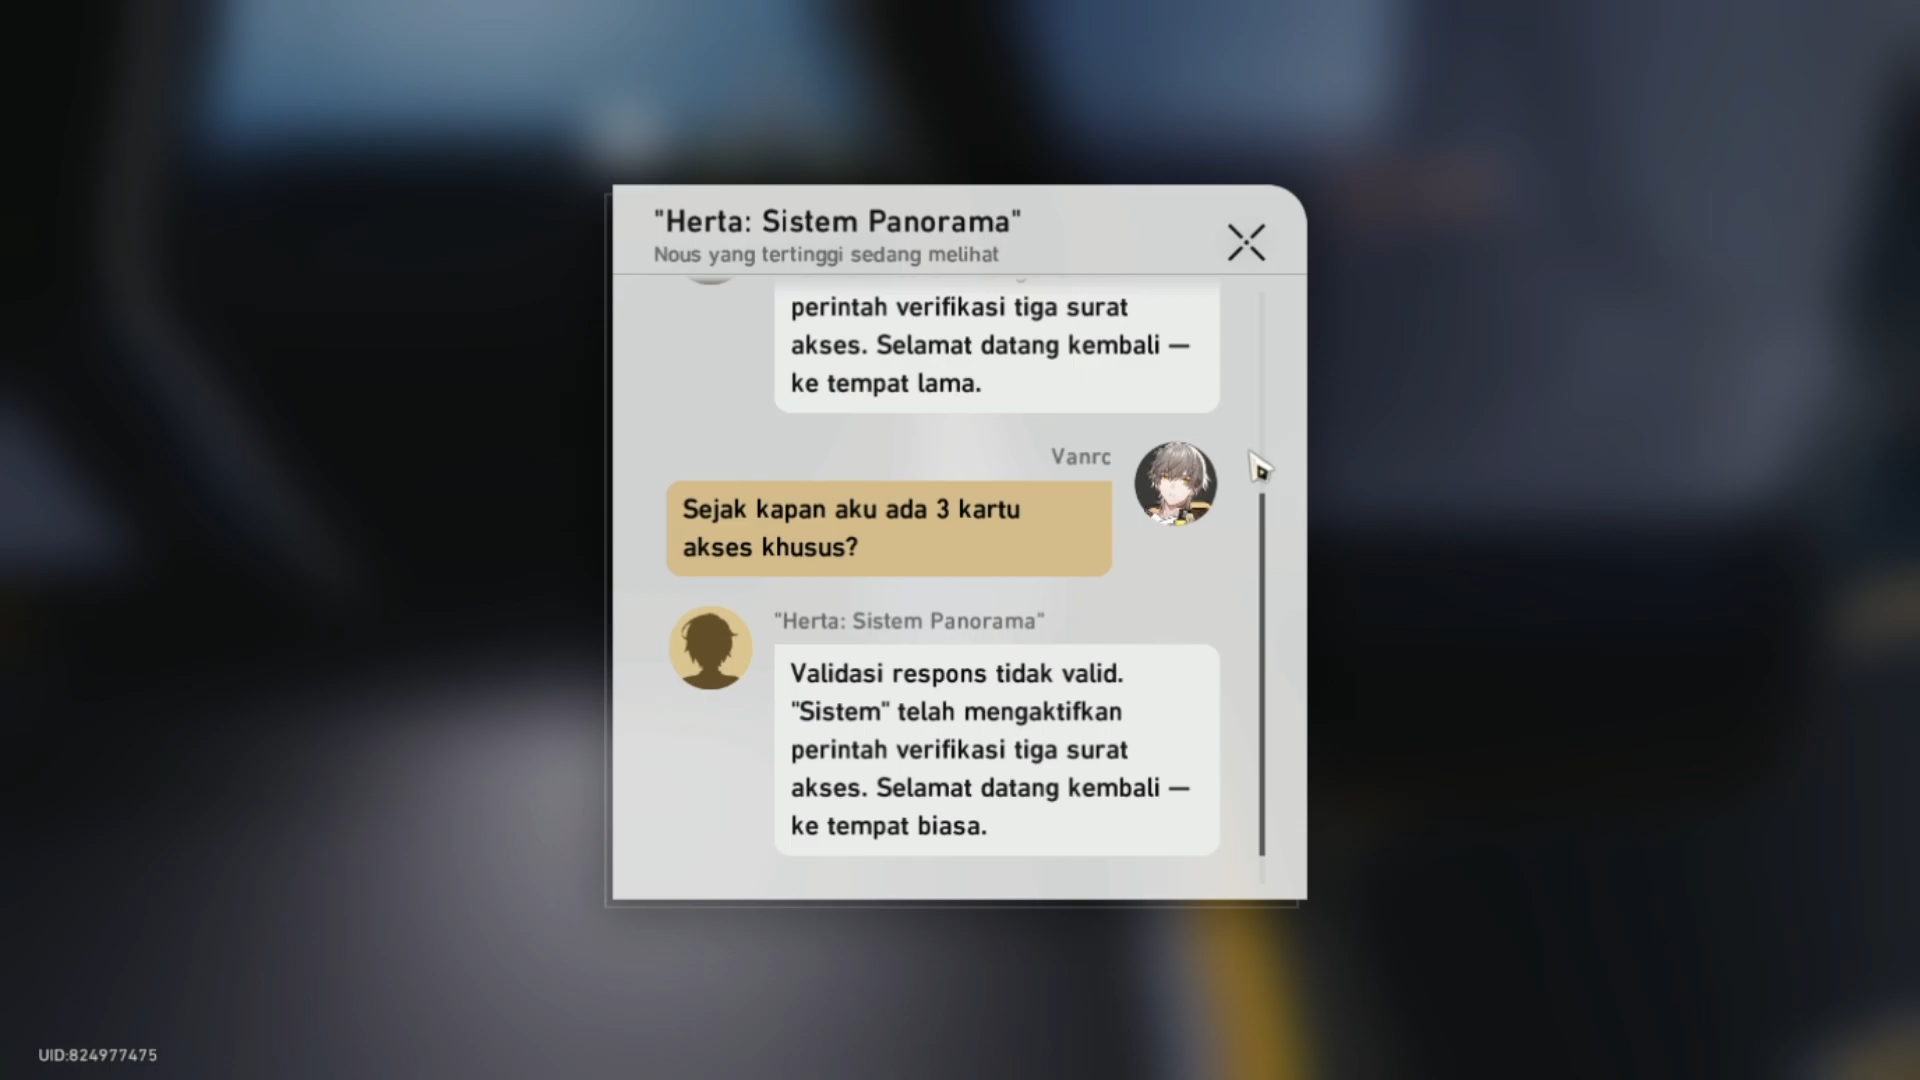 "Herta: Sistem Panorama"
Nous yang tertinggi sedang melihat
perintah verifikasi tiga surat
akses. Selamat datang kembali —
ke tempat lama.
Vanrc
Sejak kapan aku ada 3 kartu
akses khusus?
"Herta: Sistem Panorama"
Validasi respons tidak valid.
"Sistem" telah mengaktifkan
perintah verifikasi tiga surat
akses. Selamat datang kembali —
ke tempat biasa.
UID:824977475